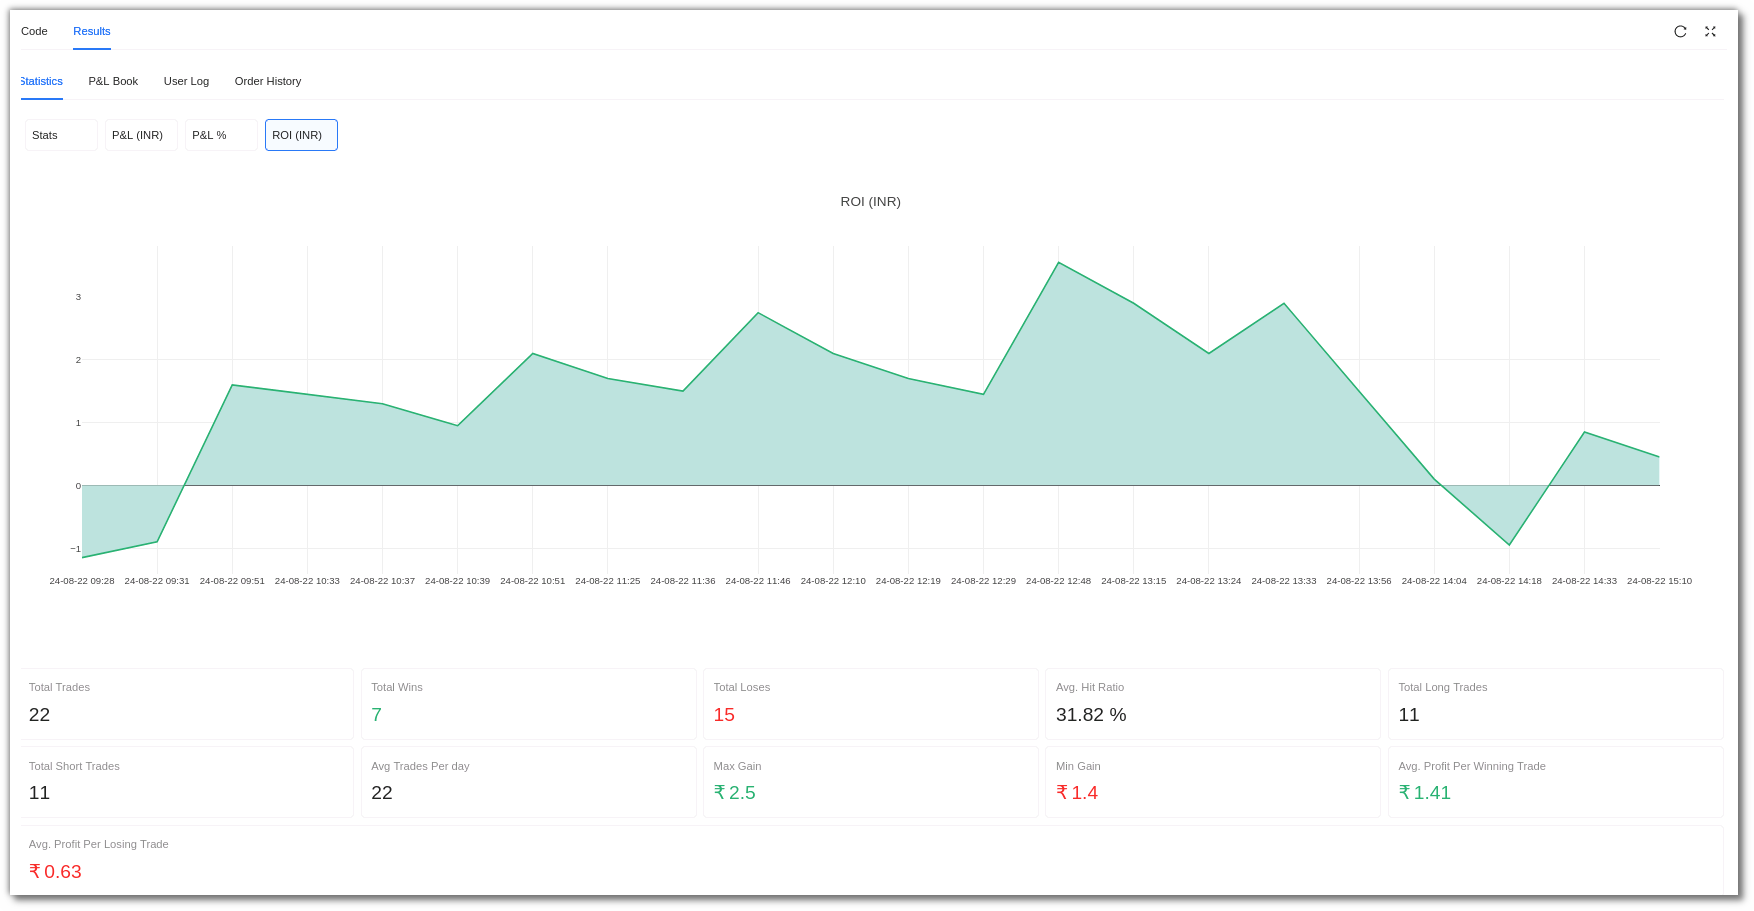 Code Results
Statistics P&L Book User Log Order History
Stats P&L (INR) P&L % ROI (INR)
ROI (INR)
3
2
1
0
−1
24-08-22 09:28 24-08-22 09:31 24-08-22 09:51 24-08-22 10:33 24-08-22 10:37 24-08-22 10:39 24-08-22 10:51 24-08-22 11:25 24-08-22 11:36 24-08-22 11:46 24-08-22 12:10 24-08-22 12:19 24-08-22 12:29 24-08-22 12:48 24-08-22 13:15 24-08-22 13:24 24-08-22 13:33 24-08-22 13:56 24-08-22 14:04 24-08-22 14:18 24-08-22 14:33 24-08-22 15:10
Total Trades Total Wins Total Loses Avg. Hit Ratio Total Long Trades
22 7 15 31.82 % 11
Total Short Trades Avg Trades Per day Max Gain Min Gain Avg. Profit Per Winning Trade
11 22 ₹ 2.5 ₹ 1.4 ₹ 1.41
Avg. Profit Per Losing Trade
₹ 0.63